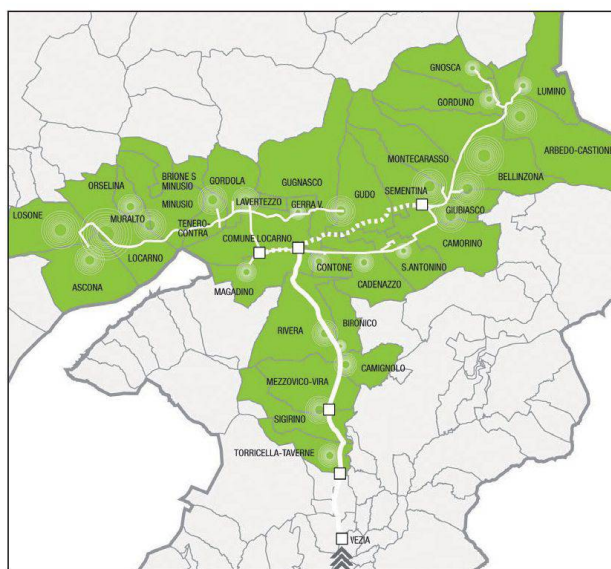 GNOSCA
LUMINO
GORDUNO
ARBEDO-CASTIONE
MONTECARASSO
BELLINZONA
SEMENTINA
GIUBIASCO
CAMORINO
GUDO
BRIONE S
MINUSIO
GORDOLA
GUGNASCO
ORSELINA
LAVERTEZZO
GERRA V.
MINUSIO
LOSONE
MURALTO
TENERO-
CONTRA
COMUNE LOCARNO
LOCARNO
ASCONA
MAGADINO
CONTONE
CADENAZZO
S.ANTONINO
RIVERA
BIRONICO
CAMIGNOLO
MEZZOVICO-VIRA
SIGIRINO
TORRICELLA-TAVERNE
VEZIA